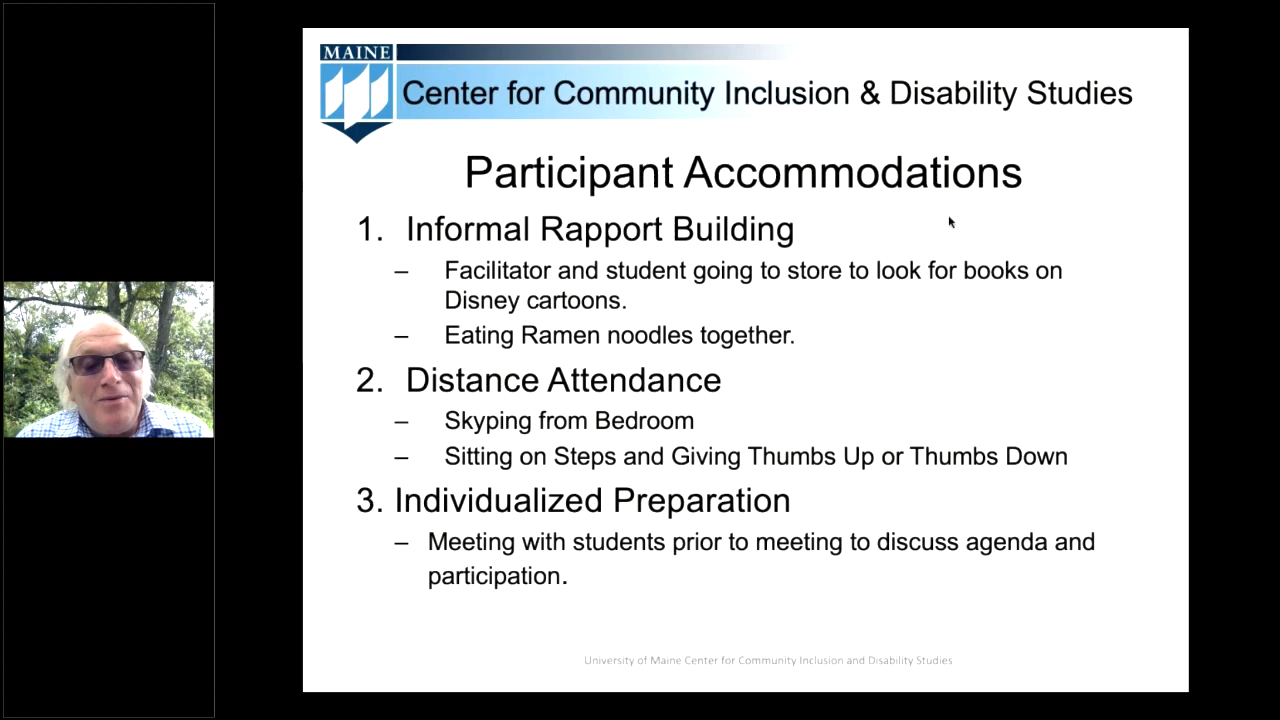 MAINE
Center for Community Inclusion & Disability Studies
Participant Accommodations
1. Informal Rapport Building
– Facilitator and student going to store to look for books on
Disney cartoons.
– Eating Ramen noodles together.
2. Distance Attendance
– Skyping from Bedroom
– Sitting on Steps and Giving Thumbs Up or Thumbs Down
3. Individualized Preparation
– Meeting with students prior to meeting to discuss agenda and
participation.
University of Maine Center for Community Inclusion and Disability Studies